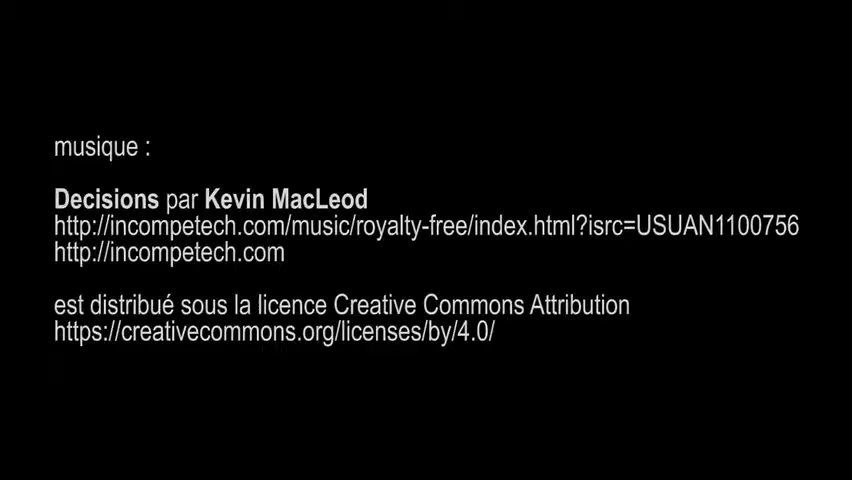 musique :
Decisions par Kevin MacLeod
http://incompetech.com/music/royalty-free/index.html?isrc=USUAN1100756
http://incompetech.com
est distribué sous la licence Creative Commons Attribution
https://creativecommons.org/licenses/by/4.0/